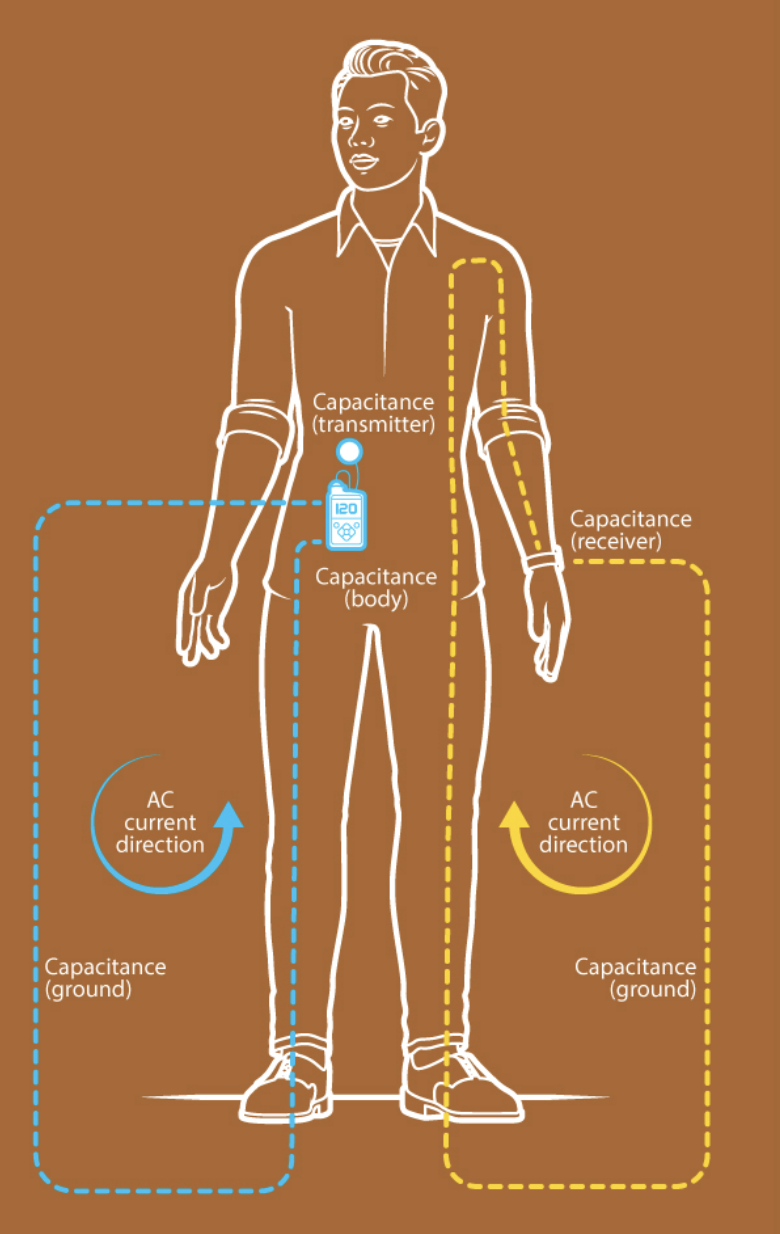 Capacitance
(transmitter)
120
Capacitance
(receiver)
Capacitance
(body)
AC
current
direction
AC
current
direction
Capacitance
(ground)
Capacitance
(ground)